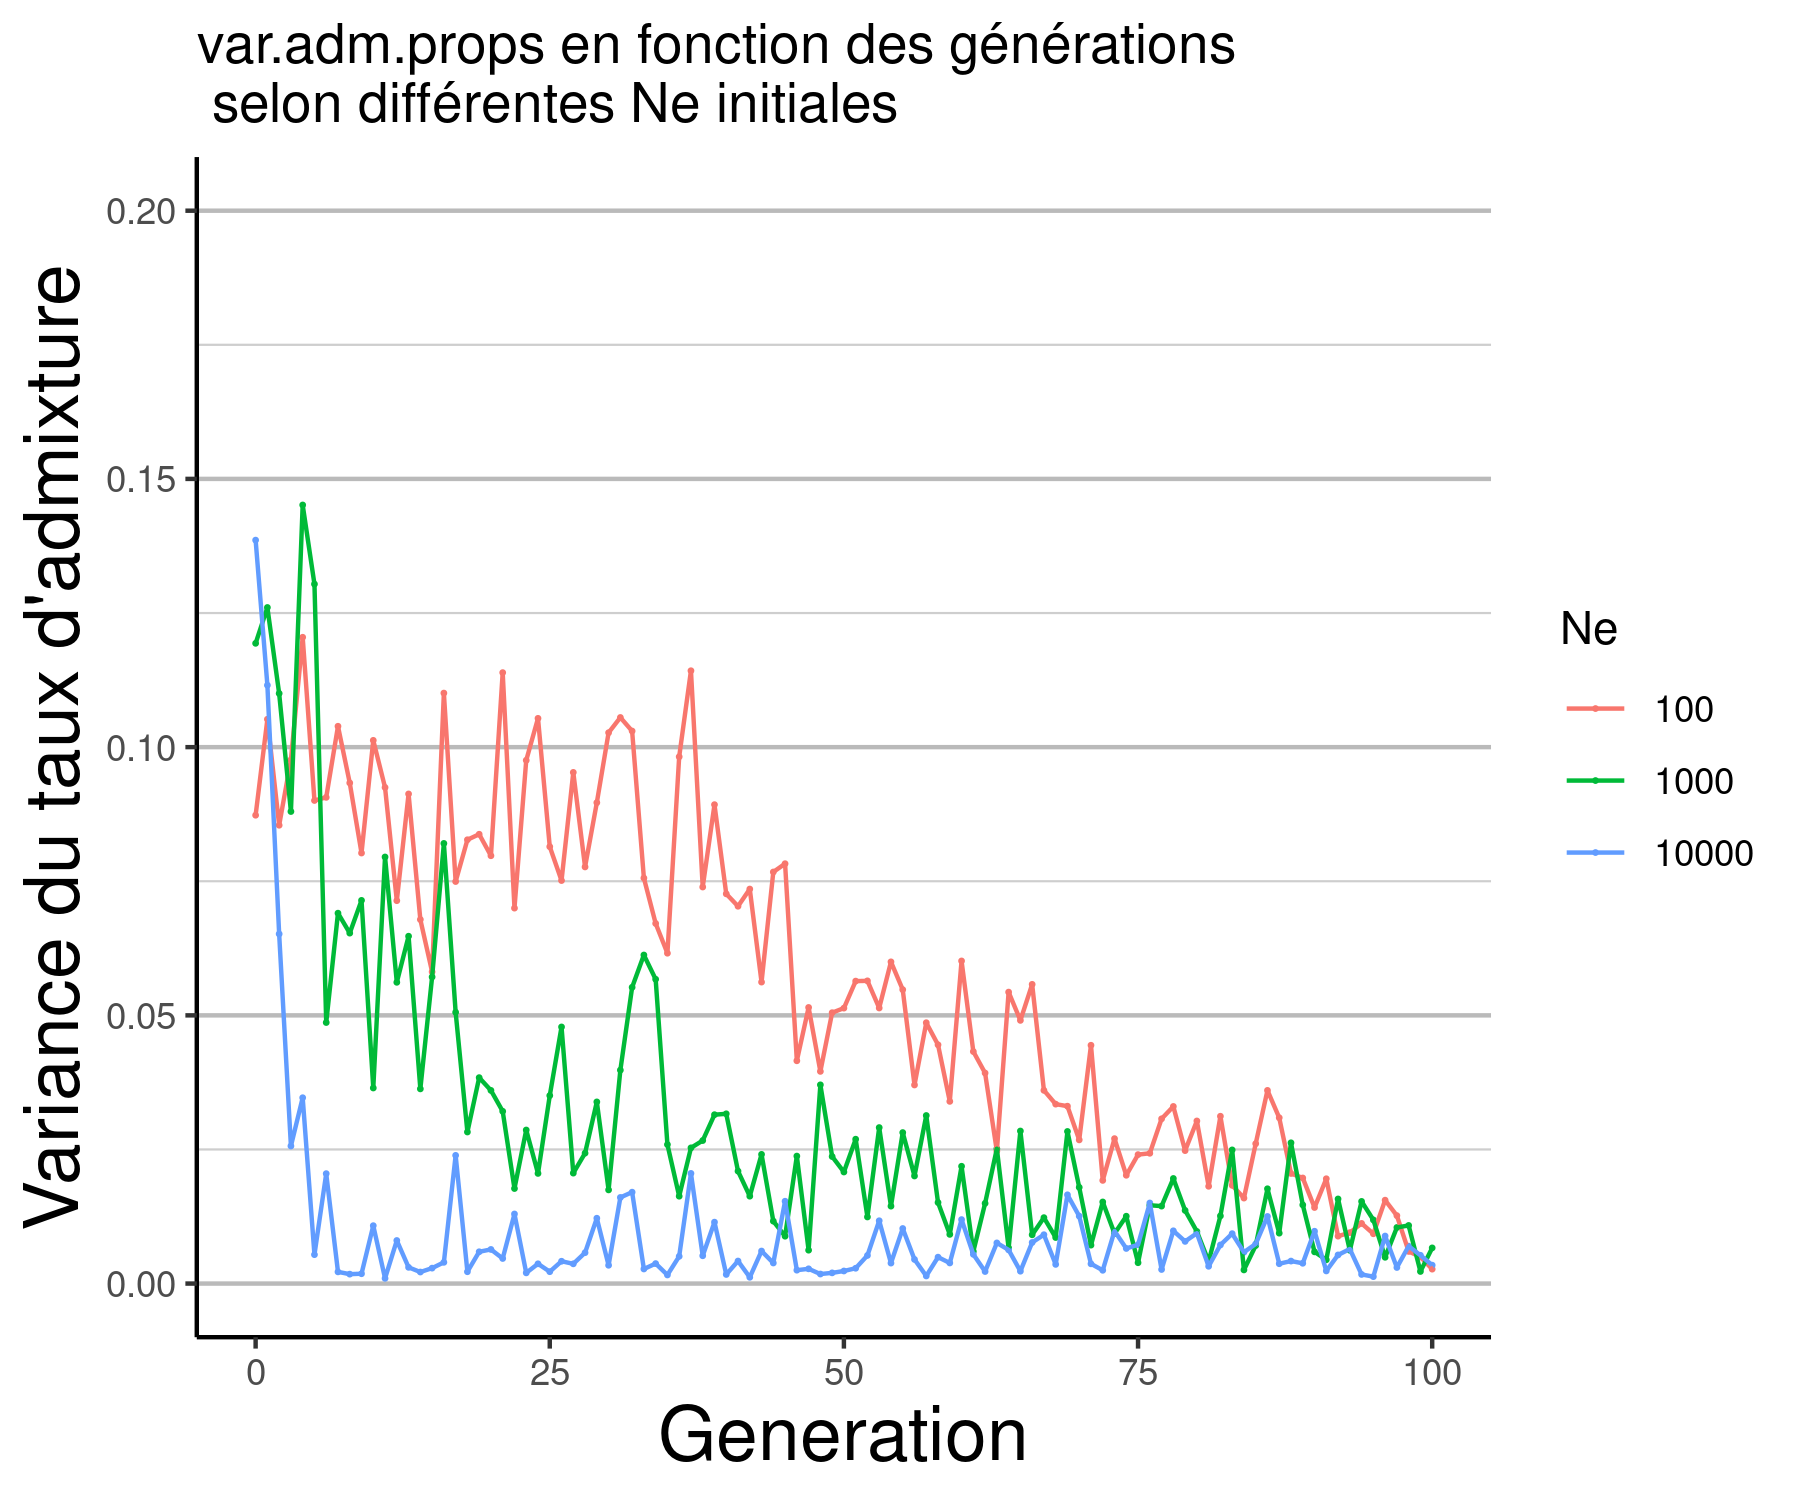 var.adm.props en fonction des générations
selon différentes Ne initiales
Variance du taux d'admixture
0.20
0.15
0.10
0.05
0.00
0 25 50 75 100
Generation
Ne
100
1000
10000